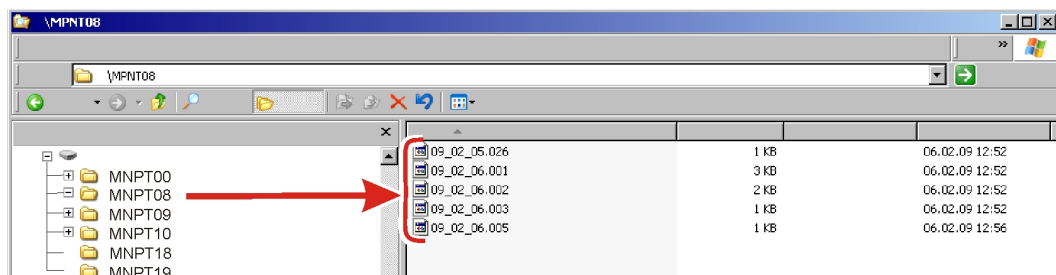 \MPNT08
»
\MPNT08
MNPT00
MNPT08
MNPT09
MNPT10
MNPT18
MNPT19
09_02_05.026 1 KB 06.02.09 12:52
09_02_06.001 3 KB 06.02.09 12:52
09_02_06.002 2 KB 06.02.09 12:52
09_02_06.003 1 KB 06.02.09 12:52
09_02_06.005 1 KB 06.02.09 12:56